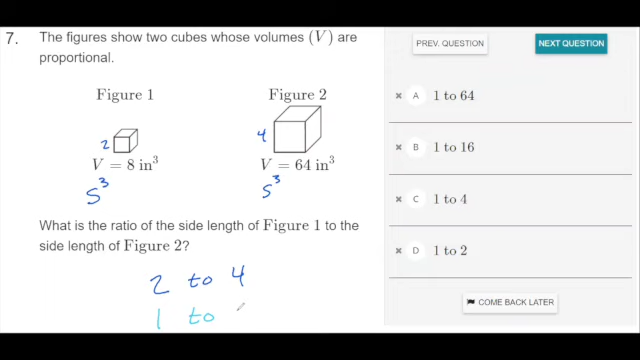 7. The figures show two cubes whose volumes (V) are
proportional.
Figure 1
Figure 2
2
4
V = 8 in³
V = 64 in³
s³
s³
What is the ratio of the side length of Figure 1 to the
side length of Figure 2?
2 to 4
1 to
PREV. QUESTION
NEXT QUESTION
A 1 to 64
B 1 to 16
C 1 to 4
D 1 to 2
COME BACK LATER